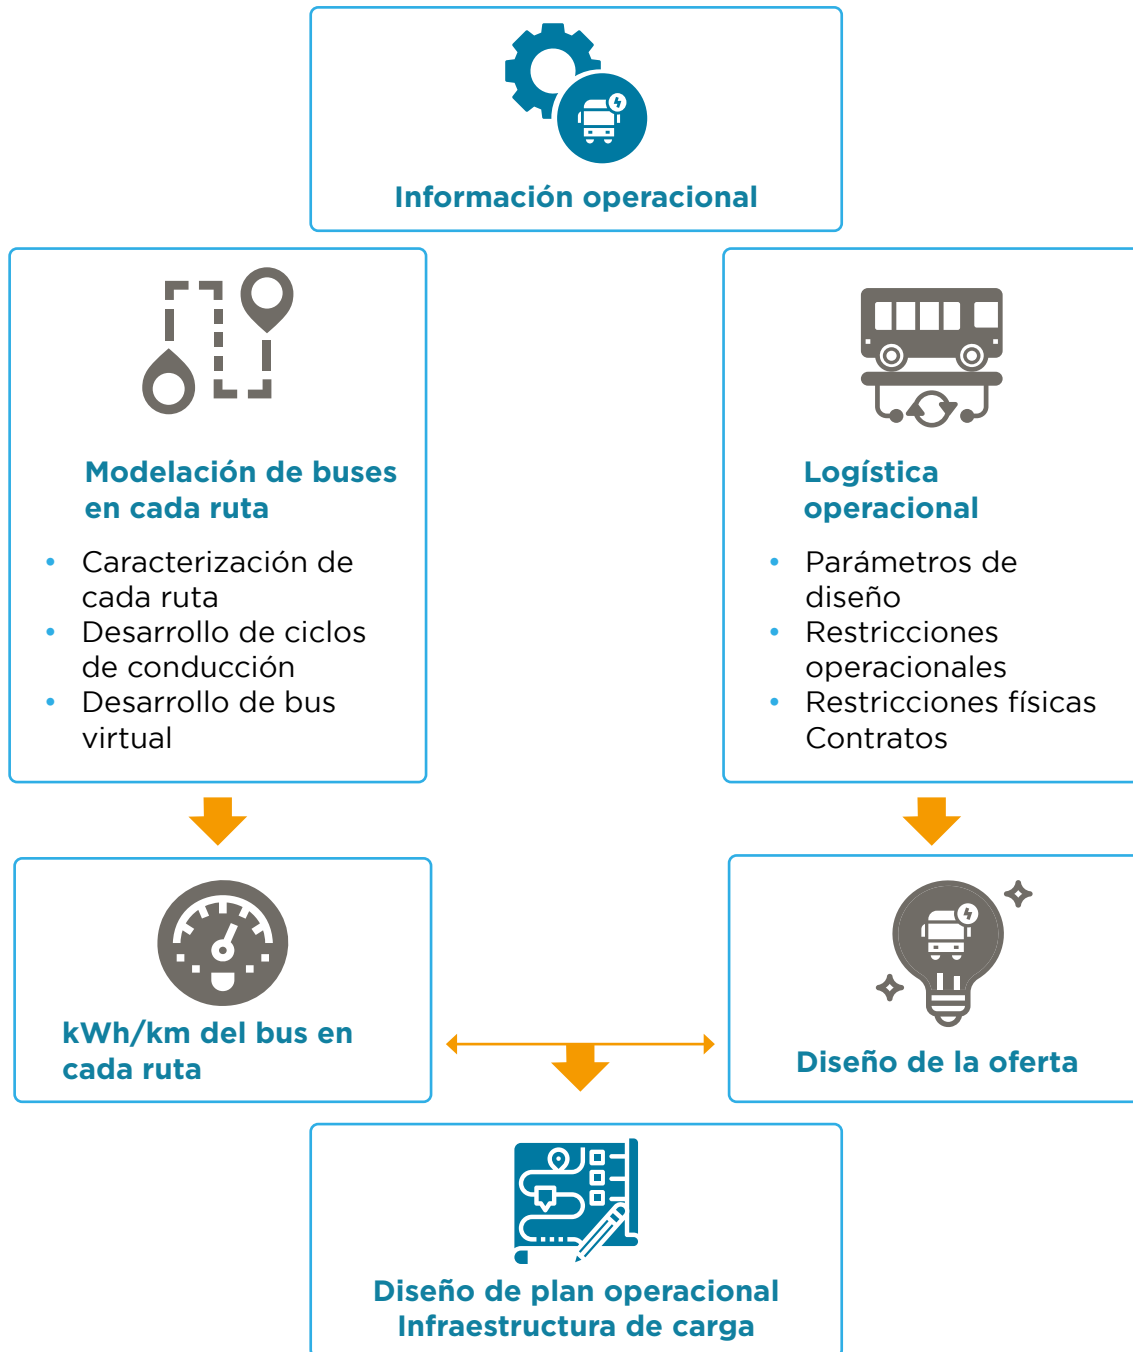 Información operacional
Modelación de buses
en cada ruta
• Caracterización de
cada ruta
• Desarrollo de ciclos
de conducción
• Desarrollo de bus
virtual
Logística
operacional
• Parámetros de
diseño
• Restricciones
operacionales
• Restricciones físicas
Contratos
kWh/km del bus en
cada ruta
Diseño de la oferta
Diseño de plan operacional
Infraestructura de carga